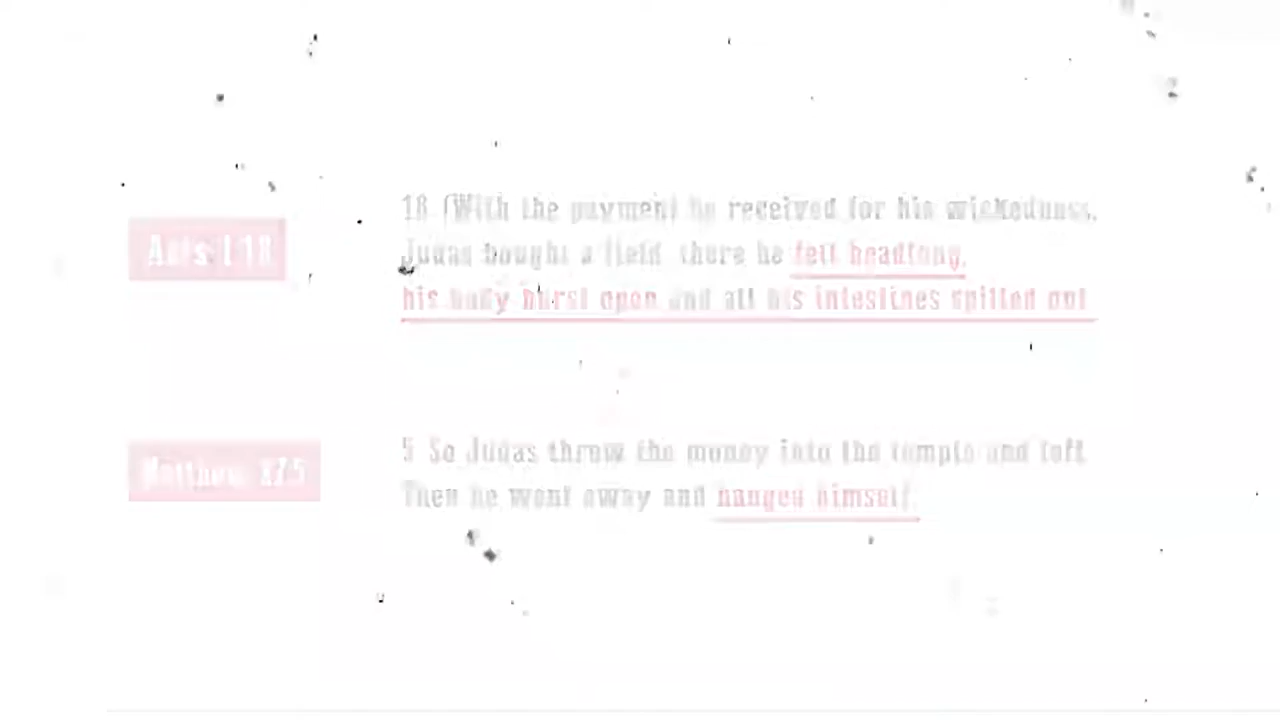 Acts 1:18
18 (With the payment he received for his wickedness,
Judas bought a field; there he fell headlong,
his body burst open and all his intestines spilled out.
Matthew 27:5
5 So Judas threw the money into the temple and left.
Then he went away and hanged himself.